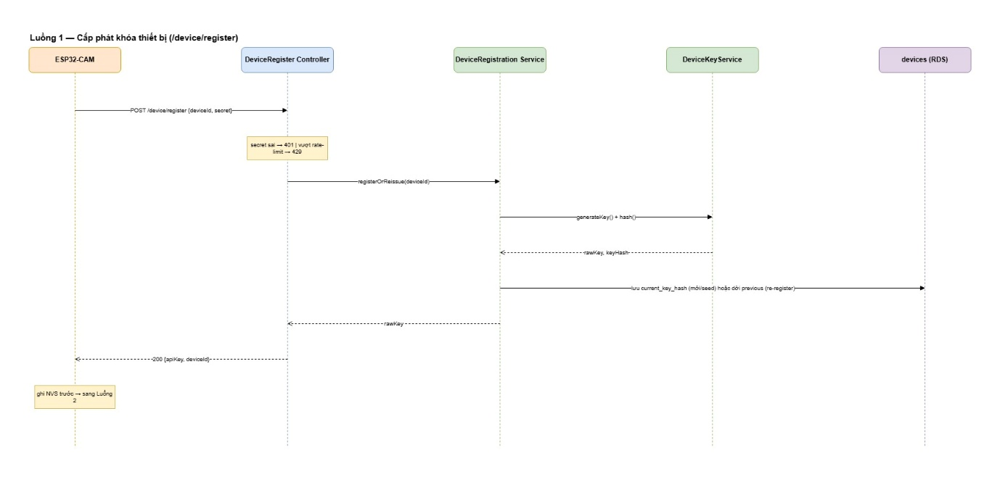 Luồng 1 — Cấp phát khóa thiết bị (/device/register)
ESP32-CAM
DeviceRegister Controller
DeviceRegistration Service
DeviceKeyService
devices (RDS)
POST /device/register {deviceId, secret}
secret sai → 401 | vượt rate-
limit → 429
registerOrReissue(deviceId)
generateKey() + hash()
rawKey, keyHash
lưu current_key_hash (mới/seed) hoặc dời previous (re-register)
rawKey
200 {apiKey, deviceId}
ghi NVS trước → sang Luồng
2